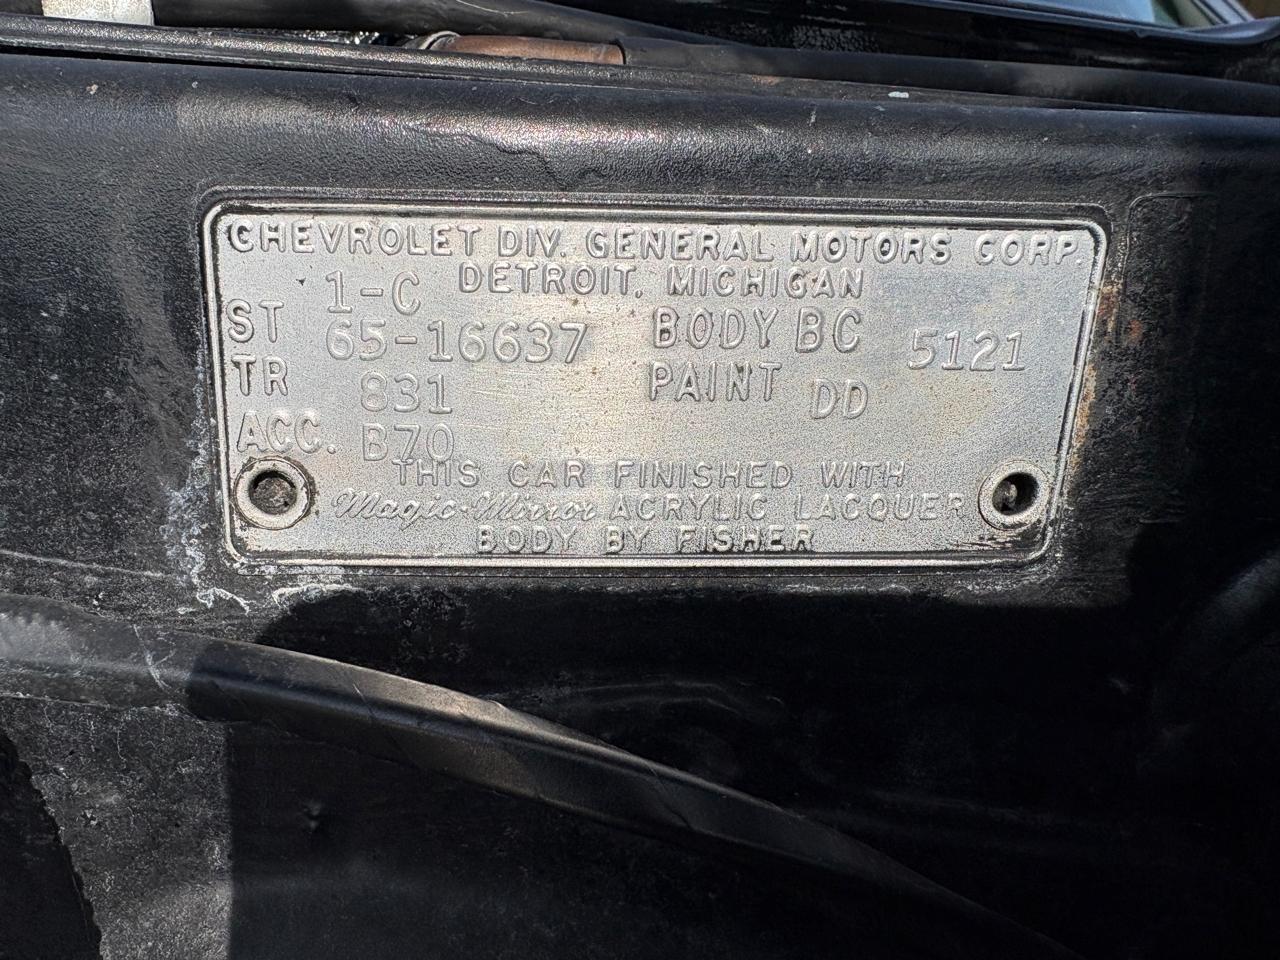 CHEVROLET DIV. GENERAL MOTORS CORP.
DETROIT, MICHIGAN
1-C
ST 65-16637 BODY BC 5121
TR 831 PAINT DD
ACC. B70
THIS CAR FINISHED WITH
Magic-Mirror ACRYLIC LACQUER
BODY BY FISHER